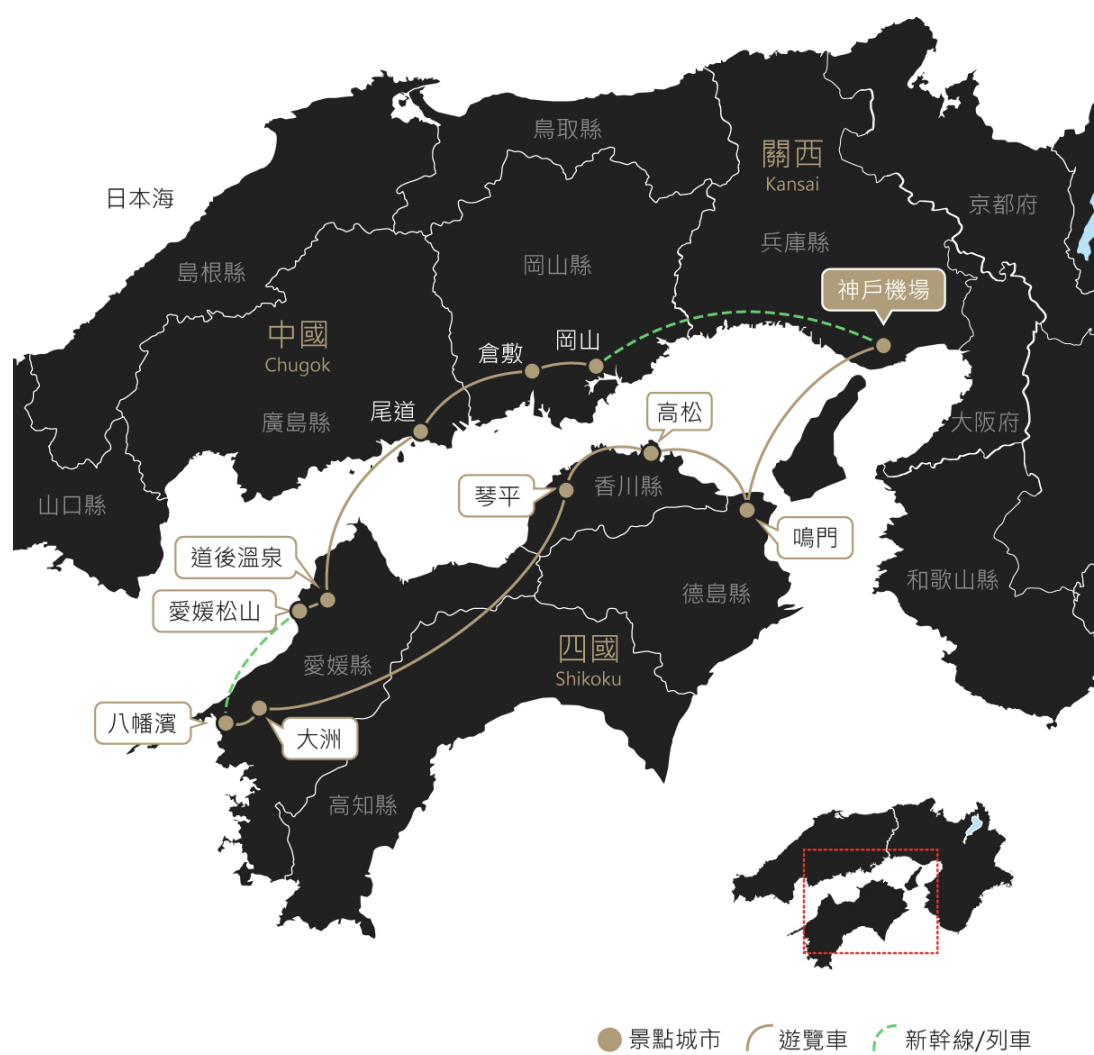 鳥取縣
關西
Kansai
日本海
京都府
兵庫縣
島根縣
岡山縣
神戶機場
中國
Chugok
岡山
倉敷
高松
尾道
廣島縣
大阪府
琴平
香川縣
山口縣
鳴門
道後溫泉
和歌山縣
德島縣
愛媛松山
四國
Shikoku
愛媛縣
八幡濱
大洲
高知縣
景點城市
遊覽車
新幹線/列車